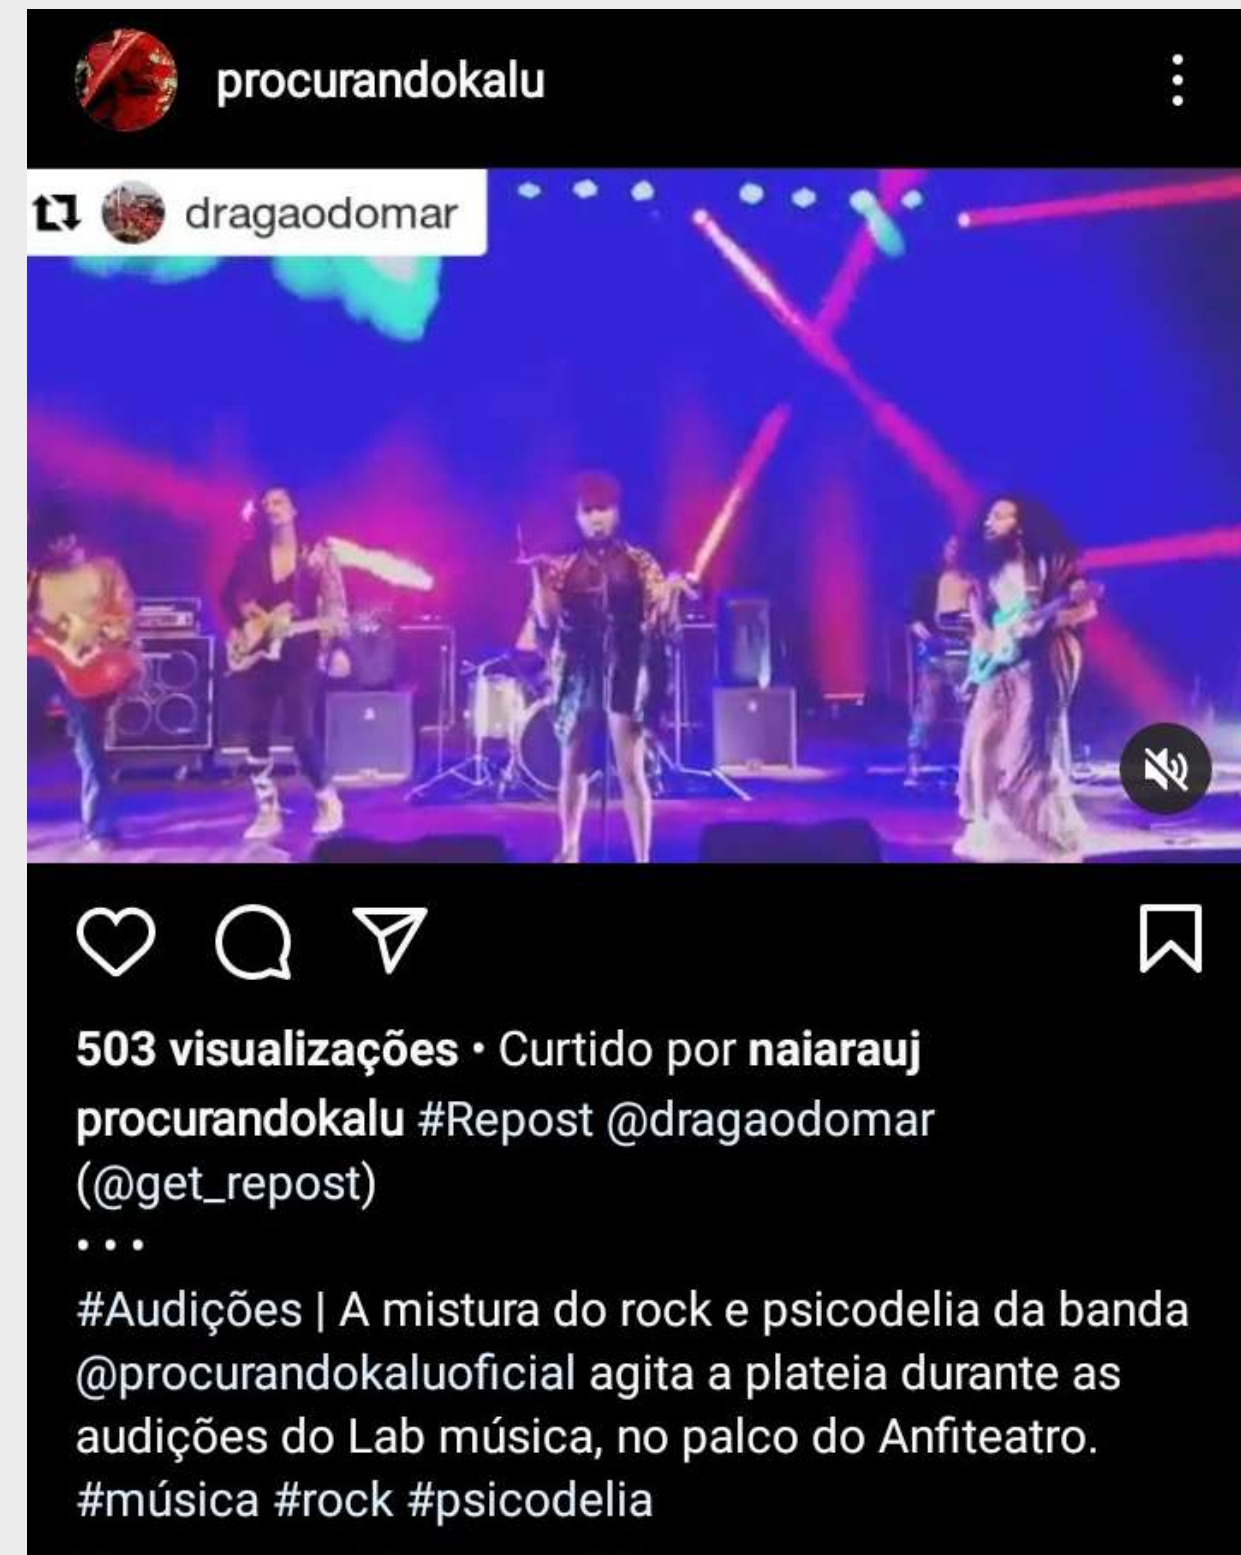 procurandokalu
dragaodomar
503 visualizações • Curtido por naiarauj
procurandokalu #Repost @dragaodomar
(@get_repost)
• • •
#Audições | A mistura do rock e psicodelia da banda
@procurandokaluoficial agita a plateia durante as
audições do Lab música, no palco do Anfiteatro.
#música #rock #psicodelia